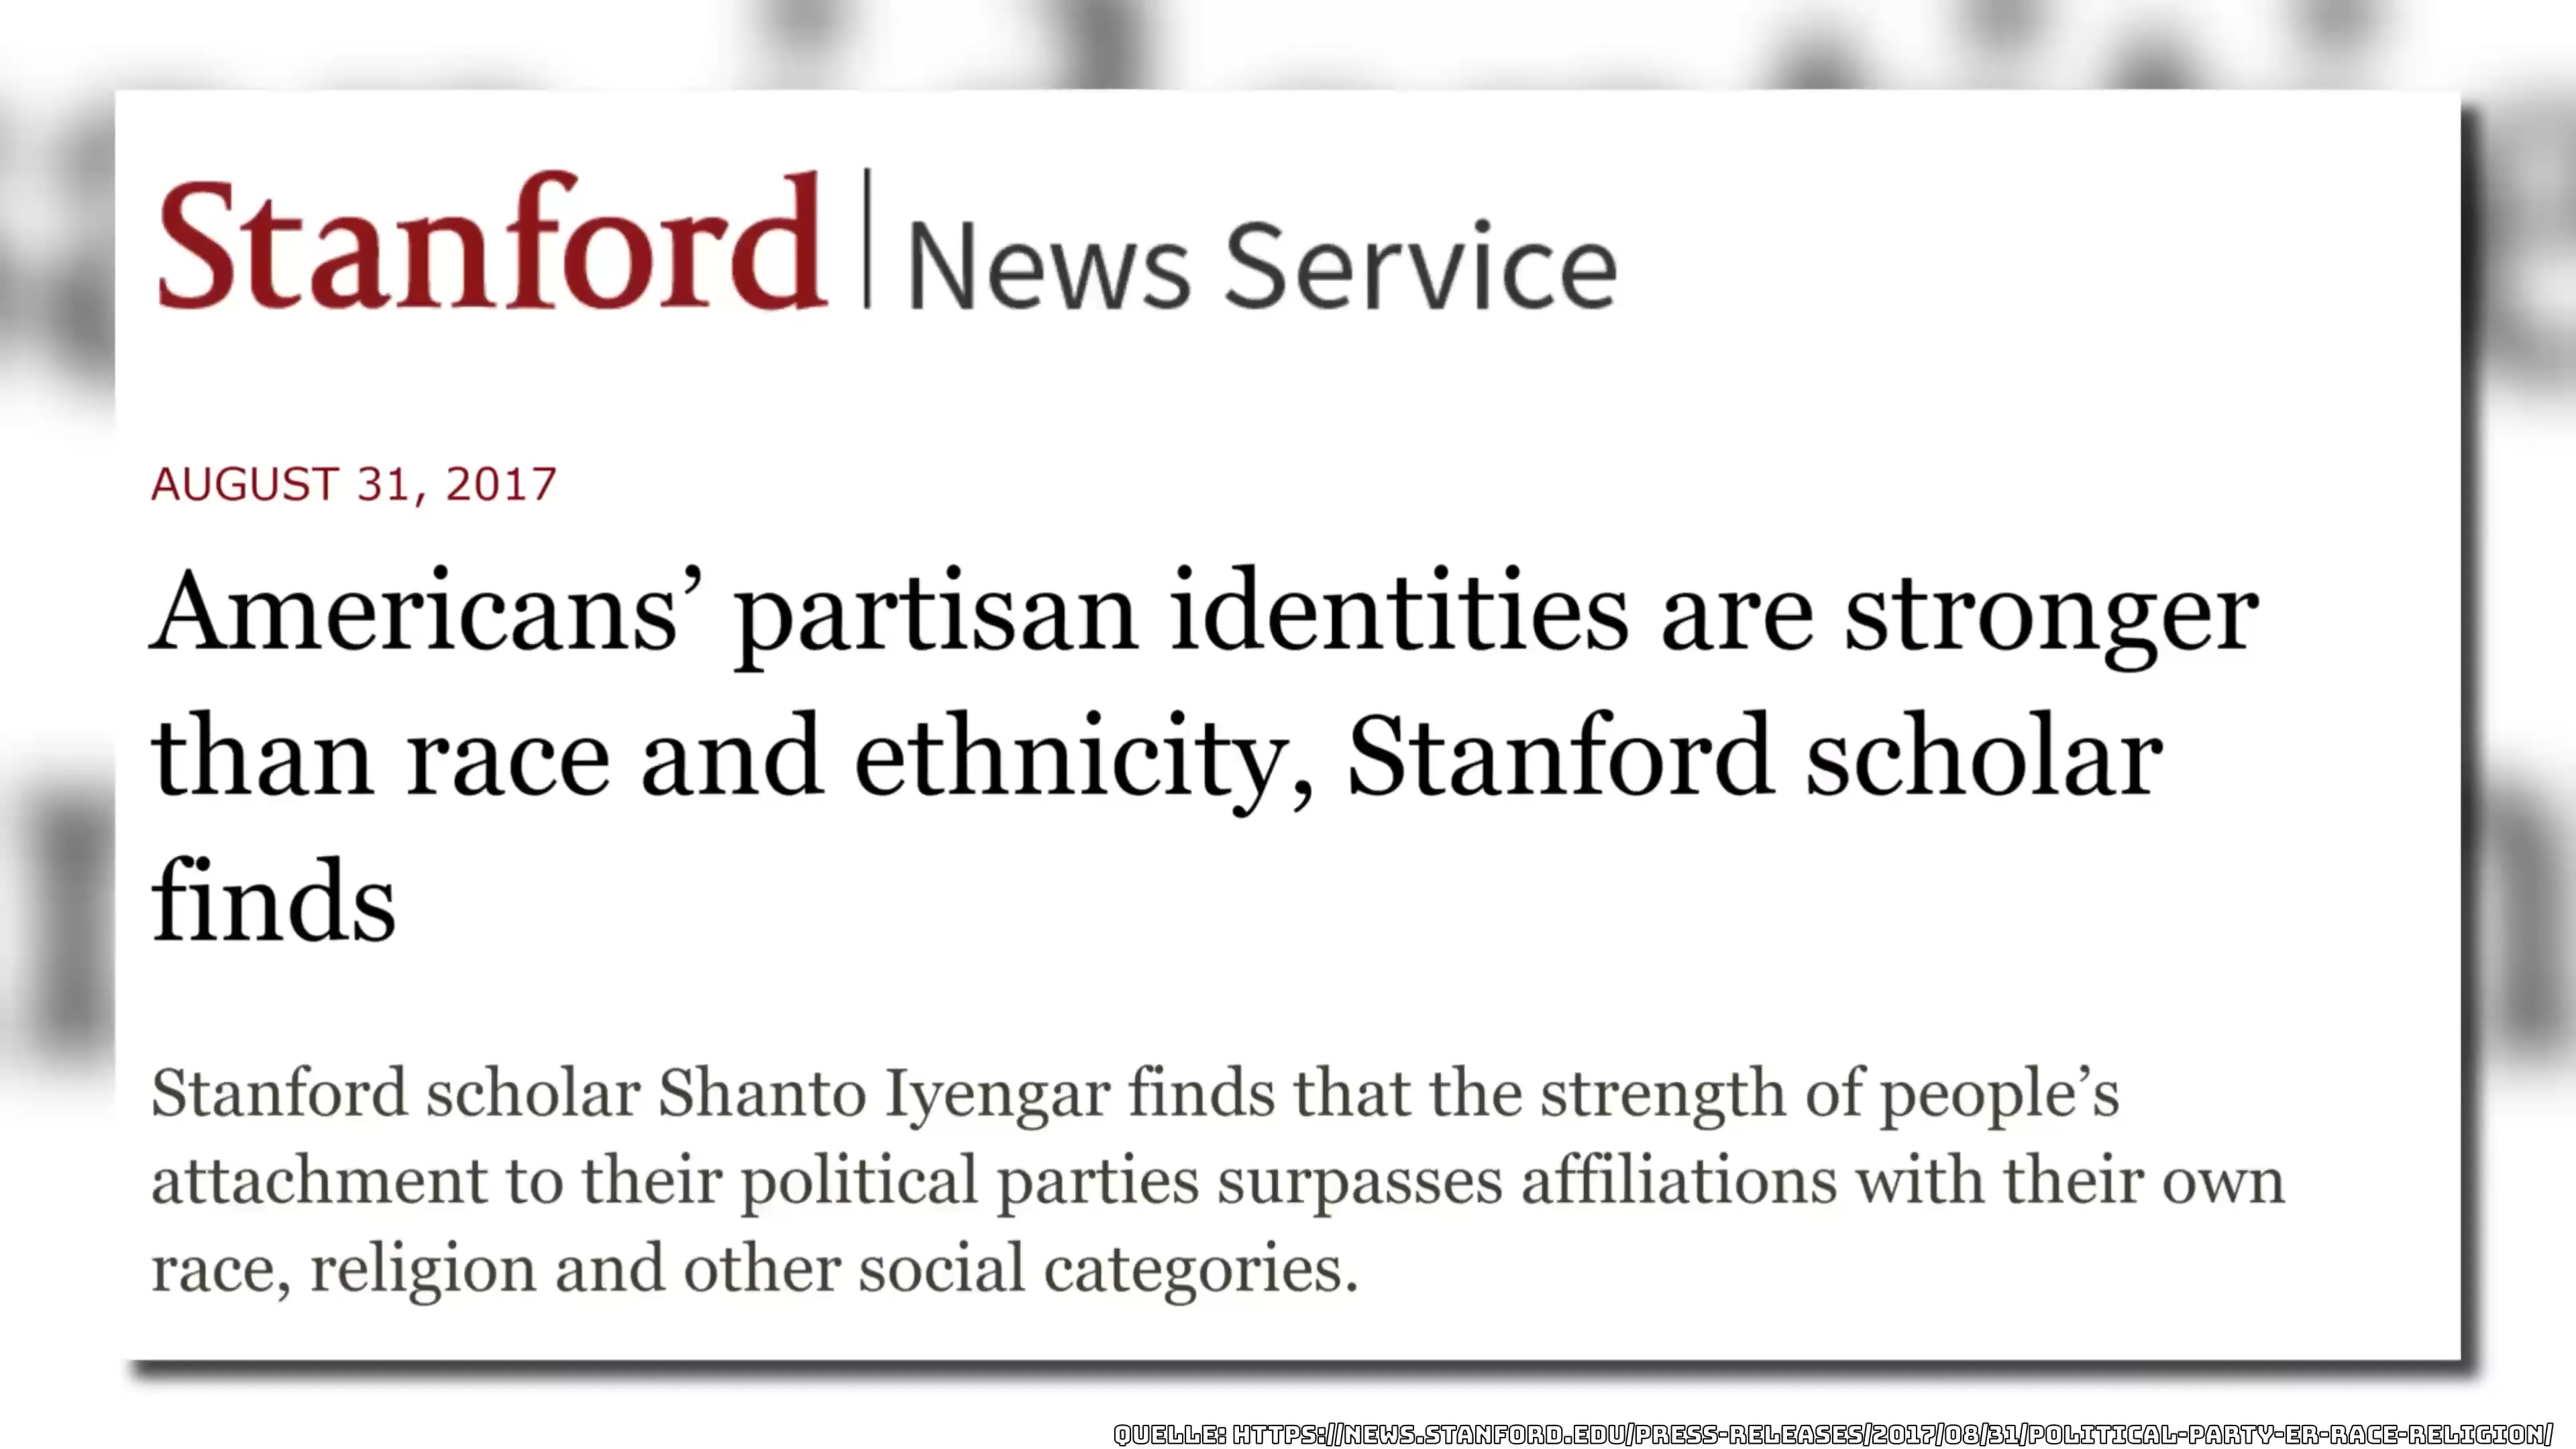 Stanford | News Service
AUGUST 31, 2017
Americans’ partisan identities are stronger
than race and ethnicity, Stanford scholar
finds
Stanford scholar Shanto Iyengar finds that the strength of people’s
attachment to their political parties surpasses affiliations with their own
race, religion and other social categories.
QUELLE: HTTPS://NEWS.STANFORD.EDU/PRESS-RELEASES/2017/08/31/POLITICAL-PARTY-ER-RACE-RELIGION/